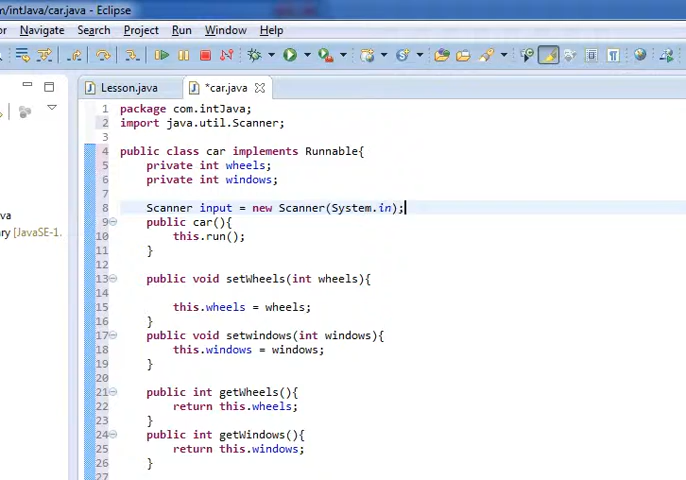 m/intJava/car.java - Eclipse
or Navigate Search Project Run Window Help
Lesson.java *car.java
1 package com.intJava;
2 import java.util.Scanner;
3
4 public class car implements Runnable{
5 private int wheels;
6 private int windows;
7
8 Scanner input = new Scanner(System.in);
9 public car(){
10 this.run();
11 }
12
13 public void setWheels(int wheels){
15 this.wheels = wheels;
16 }
17 public void setwindows(int windows){
18 this.windows = windows;
19 }
20
21 public int getWheels(){
22 return this.wheels;
23 }
24 public int getWindows(){
25 return this.windows;
26 }
27
va
ry [JavaSE-1.